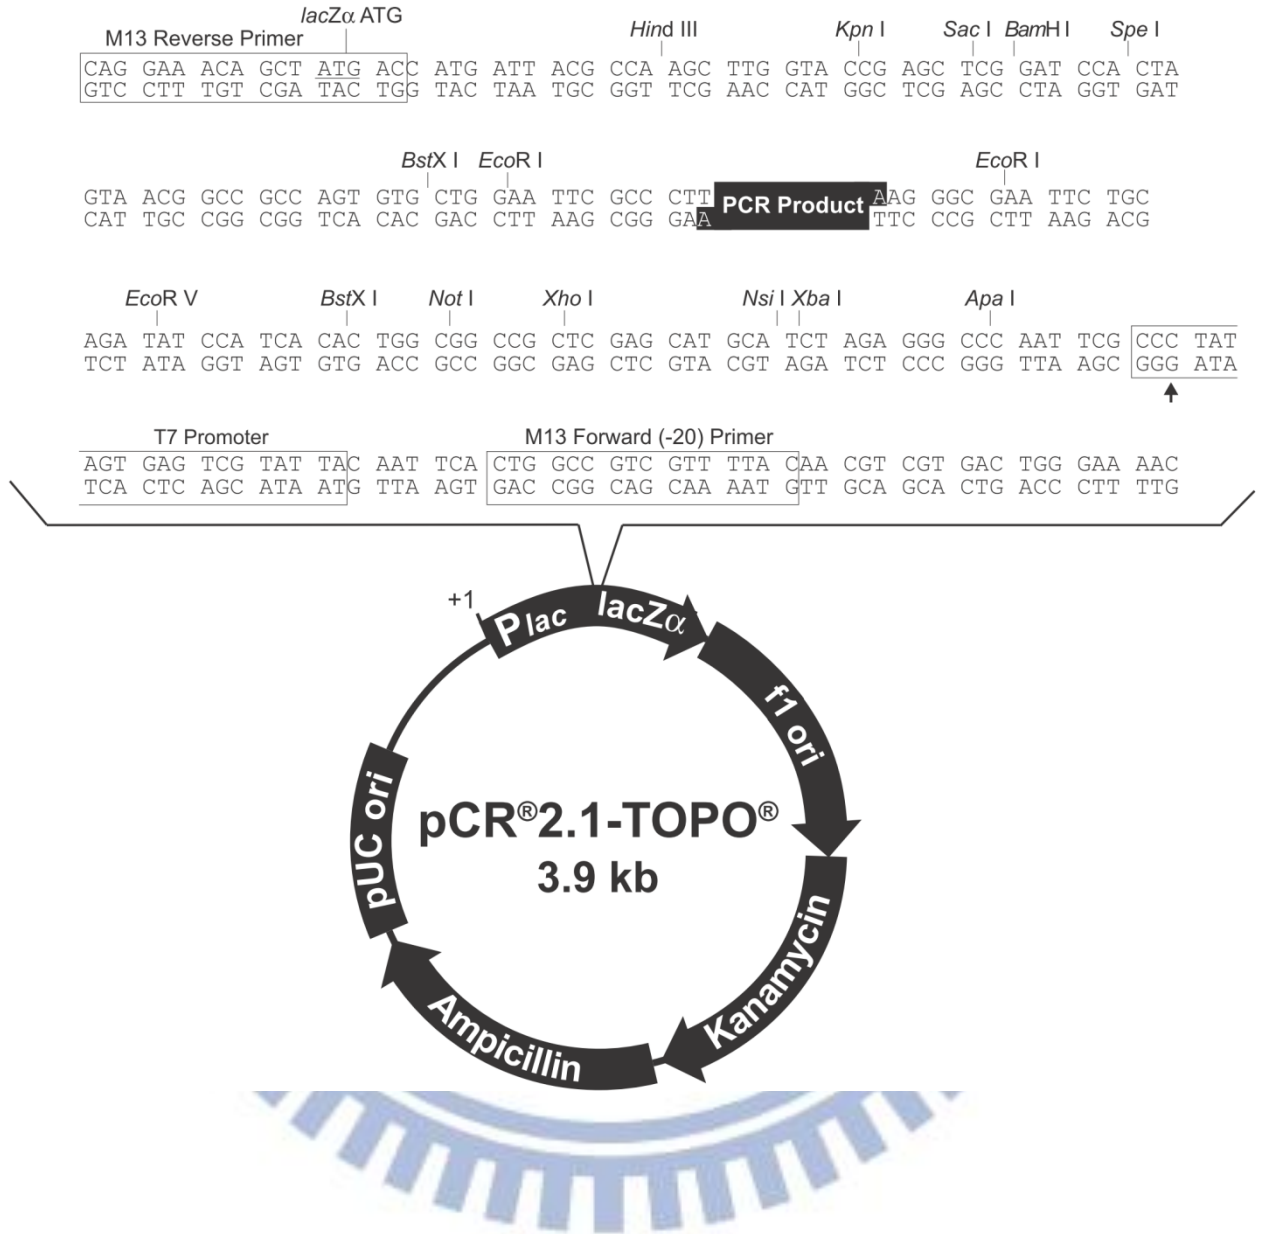 lacZα ATG
M13 Reverse Primer HindIII KpnI SacI BamHI SpeI
CAG GAA ACA GCT ATG ACC ATG ATT ACG CCA AGC TTG GTA CCG AGC TCG GAT CCA CTA
GTC CTT TGT CGA TAC TGG TAC TAA TGC GGT TCG AAC CAT GGC TCG AGC CTA GGT GAT
BstX I EcoR I EcoR I
GTA ACG GCC GCC AGT GTG CTG GAA TTC GCC CTT PCR Product AAG GGC GAA TTC TGC
CAT TGC CGG CGG TCA CAC GAC CTT AAG CGG GAA TTC CCG CTT AAG ACG
EcoR V BstX I Not I Xho I Nsi I Xba I Apa I
AGA TAT CCA TCA CAC TGG CGG CCG CTC GAG CAT GCA TCT AGA GGG CCC AAT TCG CCC TAT
TCT ATA GGT AGT GTG ACC GCC GGC GAG CTC GTA CGT AGA TCT CCC GGG TTA AGC GGG ATA
T7 Promoter M13 Forward (-20) Primer
AGT GAG TCG TAT TAC AAT TCA CTG GCC GTC GTT TTA CAA CGT CGT GAC TGG GAA AAC
TCA CTC AGC ATA ATG TTA AGT GAC CGG CAG CAA AAT GTT GCA GCA CTG ACC CTT TTG
+1 Plac lacZα
f1 ori
pUC ori
pCR®2.1-TOPO®
3.9 kb
Kanamycin
Ampicillin